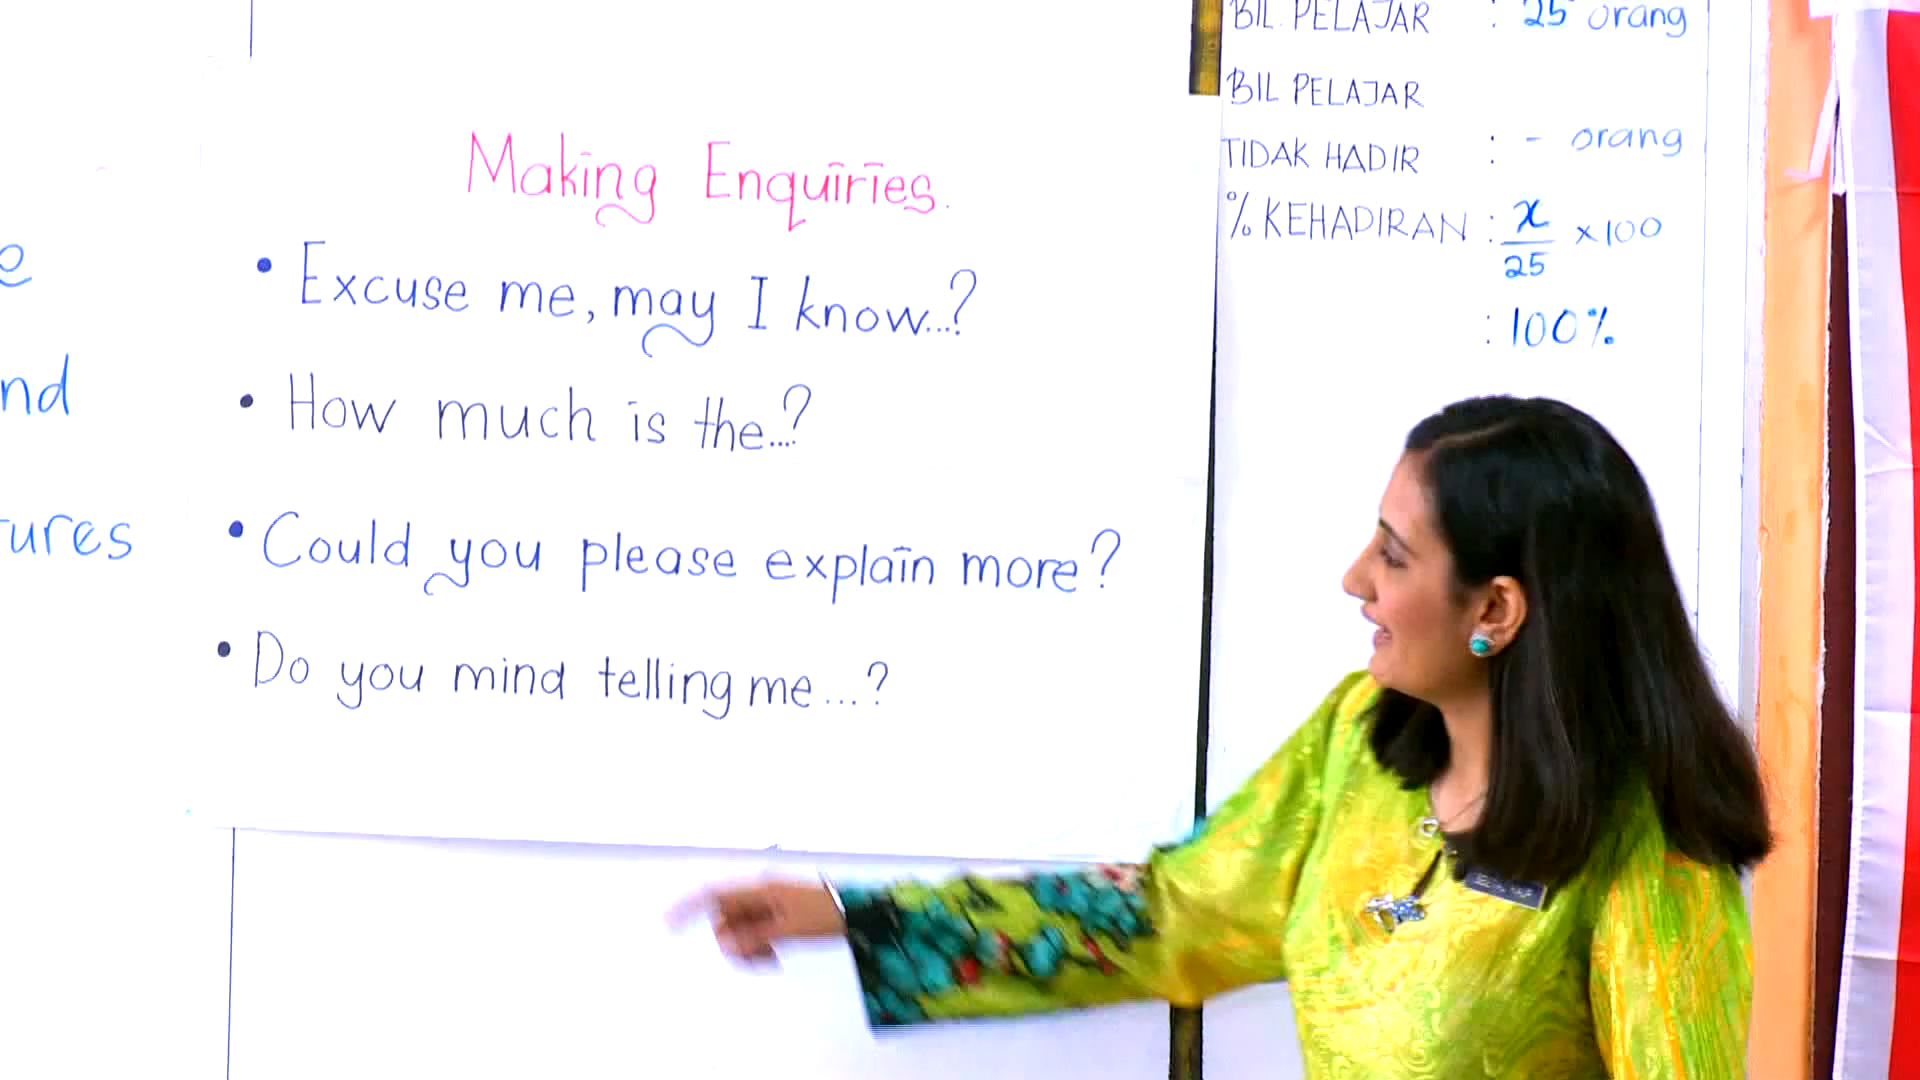 Making Enquiries.
• Excuse me, may I know...?
• How much is the...?
• Could you please explain more?
• Do you mind telling me...?
e
nd
ures
BIL PELAJAR : 25 orang
BIL PELAJAR
TIDAK HADIR : - orang
% KEHADIRAN : x/25 x100
: 100%